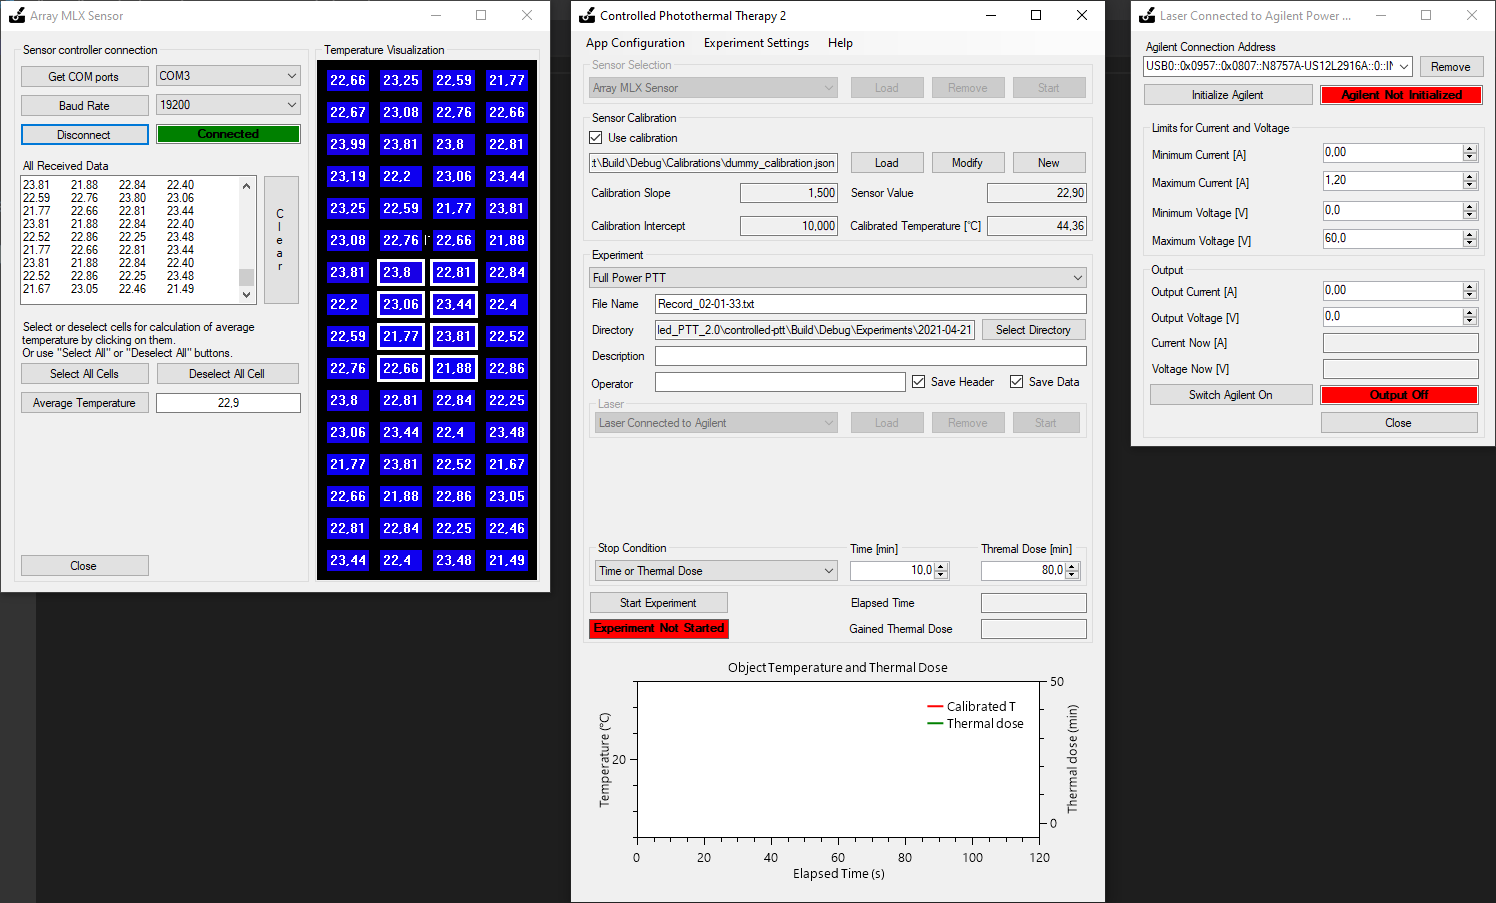 Array MLX Sensor
Sensor controller connection
Get COM ports COM3
Baud Rate 19200
Disconnect Connected
All Received Data
23.81 21.88 22.84 22.40
22.59 22.76 23.80 23.06
21.77 22.66 22.81 23.44
23.81 21.88 22.84 22.40
22.52 22.86 22.25 23.48
21.77 22.66 22.81 23.44
23.81 21.88 22.84 22.40
22.52 22.86 22.25 23.48
21.67 23.05 22.46 21.49
Clear
Select or deselect cells for calculation of average
temperature by clicking on them.
Or use "Select All" or "Deselect All" buttons.
Select All Cells Deselect All Cell
Average Temperature 22,9
Close
Temperature Visualization
22,66 23,25 22,59 21,77
22,67 23,08 22,76 22,66
23,99 23,81 23,8 22,81
23,19 22,2 23,06 23,44
23,25 22,59 21,77 23,81
23,08 22,76 22,66 21,88
23,81 23,8 22,81 22,84
22,2 23,06 23,44 22,4
22,59 21,77 23,81 22,52
22,76 22,66 21,88 22,86
23,8 22,81 22,84 22,25
23,06 23,44 22,4 23,48
21,77 23,81 22,52 21,67
22,66 21,88 22,86 23,05
22,81 22,84 22,25 22,46
23,44 22,4 23,48 21,49
Controlled Photothermal Therapy 2
App Configuration Experiment Settings Help
Sensor Selection
Array MLX Sensor Load Remove Start
Sensor Calibration
Use calibration
:t\Build\Debug\Calibrations\dummy_calibration.json Load Modify New
Calibration Slope 1,500 Sensor Value 22,90
Calibration Intercept 10,000 Calibrated Temperature [°C] 44,36
Experiment
Full Power PTT
File Name Record_02-01-33.txt
Directory led_PTT_2.0\controlled-ptt\Build\Debug\Experiments\2021-04-21 Select Directory
Description
Operator Save Header Save Data
Laser
Laser Connected to Agilent Load Remove Start
Stop Condition Time [min] Thremal Dose [min]
Time or Thermal Dose 10,0 80,0
Start Experiment Elapsed Time
Experiment Not Started Gained Thermal Dose
Object Temperature and Thermal Dose
Calibrated T
Thermal dose
Temperature (°C)
20
50
0
Thermal dose (min)
0 20 40 60 80 100 120
Elapsed Time (s)
Laser Connected to Agilent Power ...
Agilent Connection Address
USB0::0x0957::0x0807::N8757A-US12L2916A::0::IN Remove
Initialize Agilent Agilent Not Initialized
Limits for Current and Voltage
Minimum Current [A] 0,00
Maximum Current [A] 1,20
Minimum Voltage [V] 0,0
Maximum Voltage [V] 60,0
Output
Output Current [A] 0,00
Output Voltage [V] 0,0
Current Now [A]
Voltage Now [V]
Switch Agilent On Output Off
Close